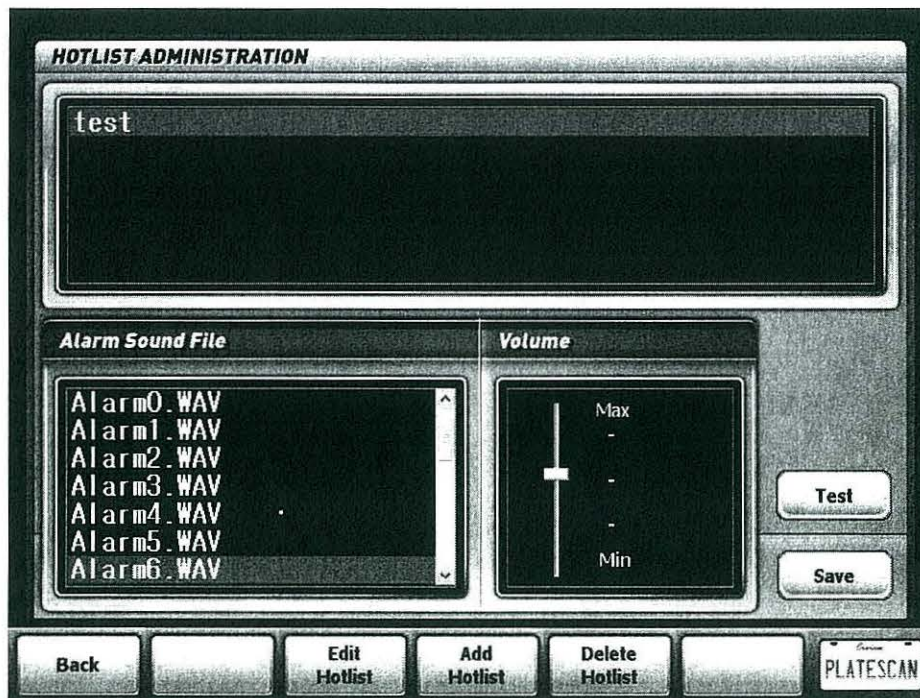 HOTLIST ADMINISTRATION
test
Alarm Sound File
Volume
Alarm0.WAV
Alarm1.WAV
Alarm2.WAV
Alarm3.WAV
Alarm4.WAV
Alarm5.WAV
Alarm6.WAV
Max
-
-
-
Min
Test
Save
Back
Edit
Hotlist
Add
Hotlist
Delete
Hotlist
PLATESCAN